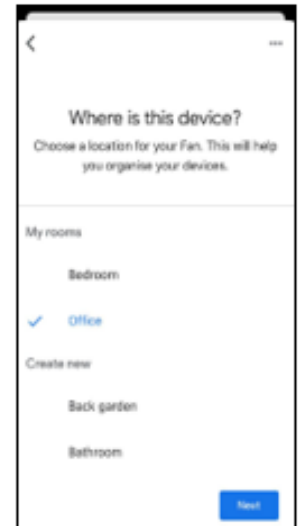 Where is this device?
Choose a location for your Fan. This will help
you organise your devices.
My rooms
Bedroom
Office
Create new
Back garden
Bathroom
Next